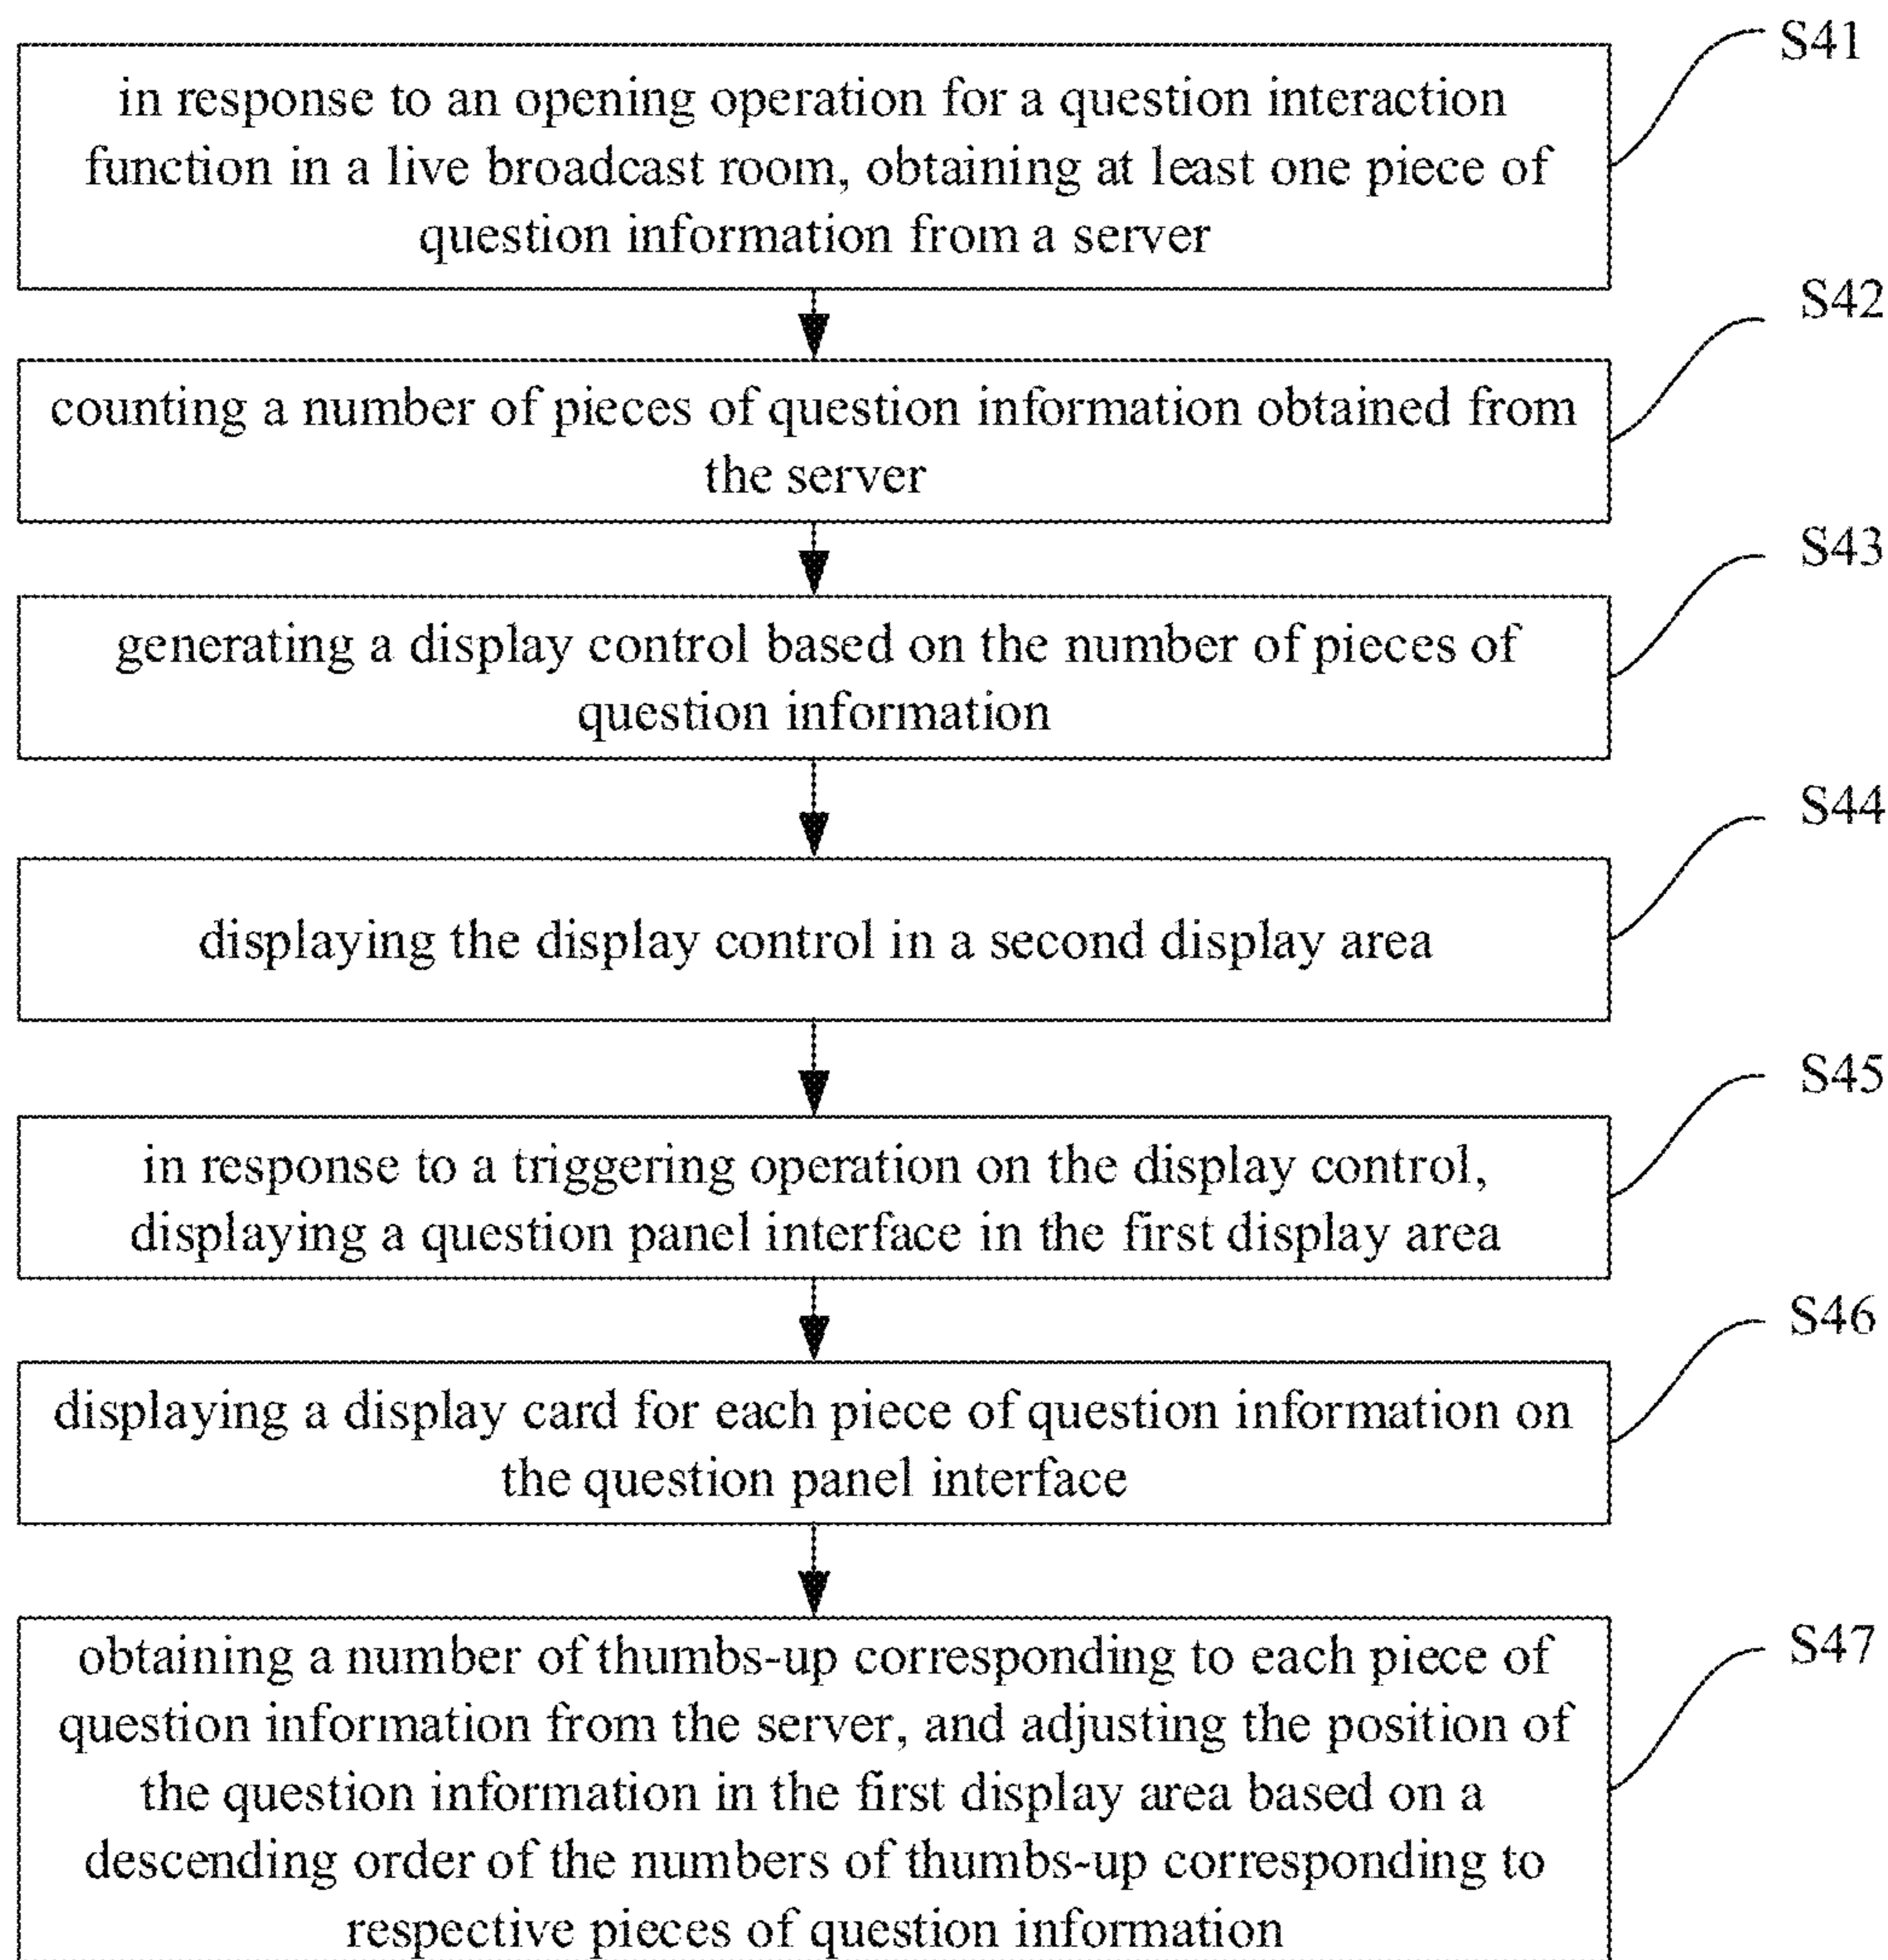 S41
in response to an opening operation for a question interaction
function in a live broadcast room, obtaining at least one piece of
question information from a server
S42
counting a number of pieces of question information obtained from
the server
S43
generating a display control based on the number of pieces of
question information
S44
displaying the display control in a second display area
S45
in response to a triggering operation on the display control,
displaying a question panel interface in the first display area
S46
displaying a display card for each piece of question information on
the question panel interface
S47
obtaining a number of thumbs-up corresponding to each piece of
question information from the server, and adjusting the position of
the question information in the first display area based on a
descending order of the numbers of thumbs-up corresponding to
respective pieces of question information